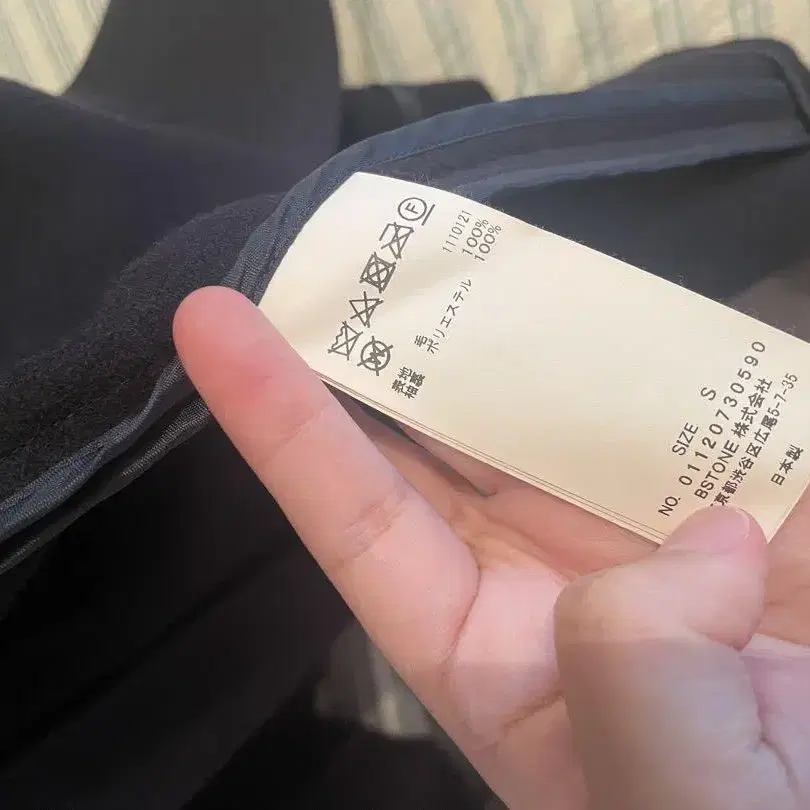 F
1110121
表地 毛 100%
袖裏 ポリエステル 100%
SIZE S
NO. 01120730590
BSTONE 株式会社
京都渋谷区広尾5-7-35
日本製